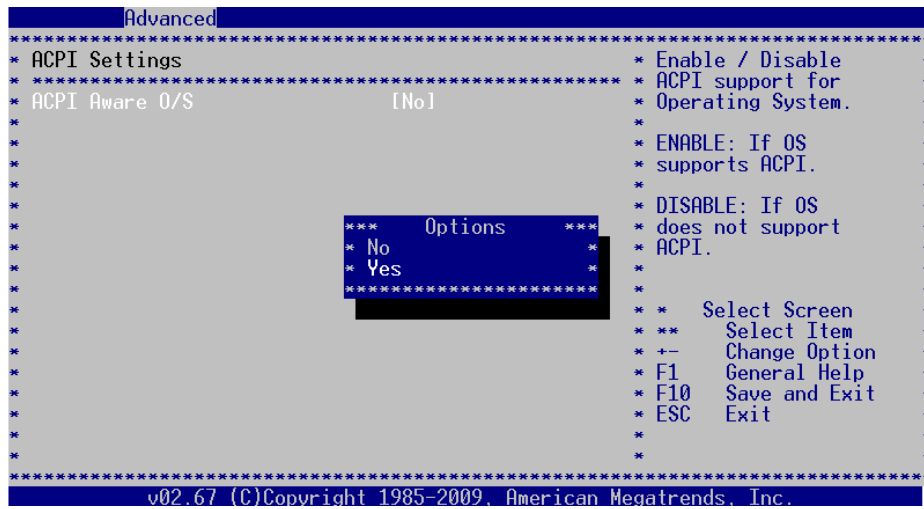 Advanced
ACPI Settings
ACPI Aware O/S [No]
*** Options ***
* No *
* Yes *
* Enable / Disable
* ACPI support for
* Operating System.
* ENABLE: If OS
* supports ACPI.
* DISABLE: If OS
* does not support
* ACPI.
* * Select Screen
* ** Select Item
* +- Change Option
* F1 General Help
* F10 Save and Exit
* ESC Exit
v02.67 (C)Copyright 1985-2009, American Megatrends, Inc.